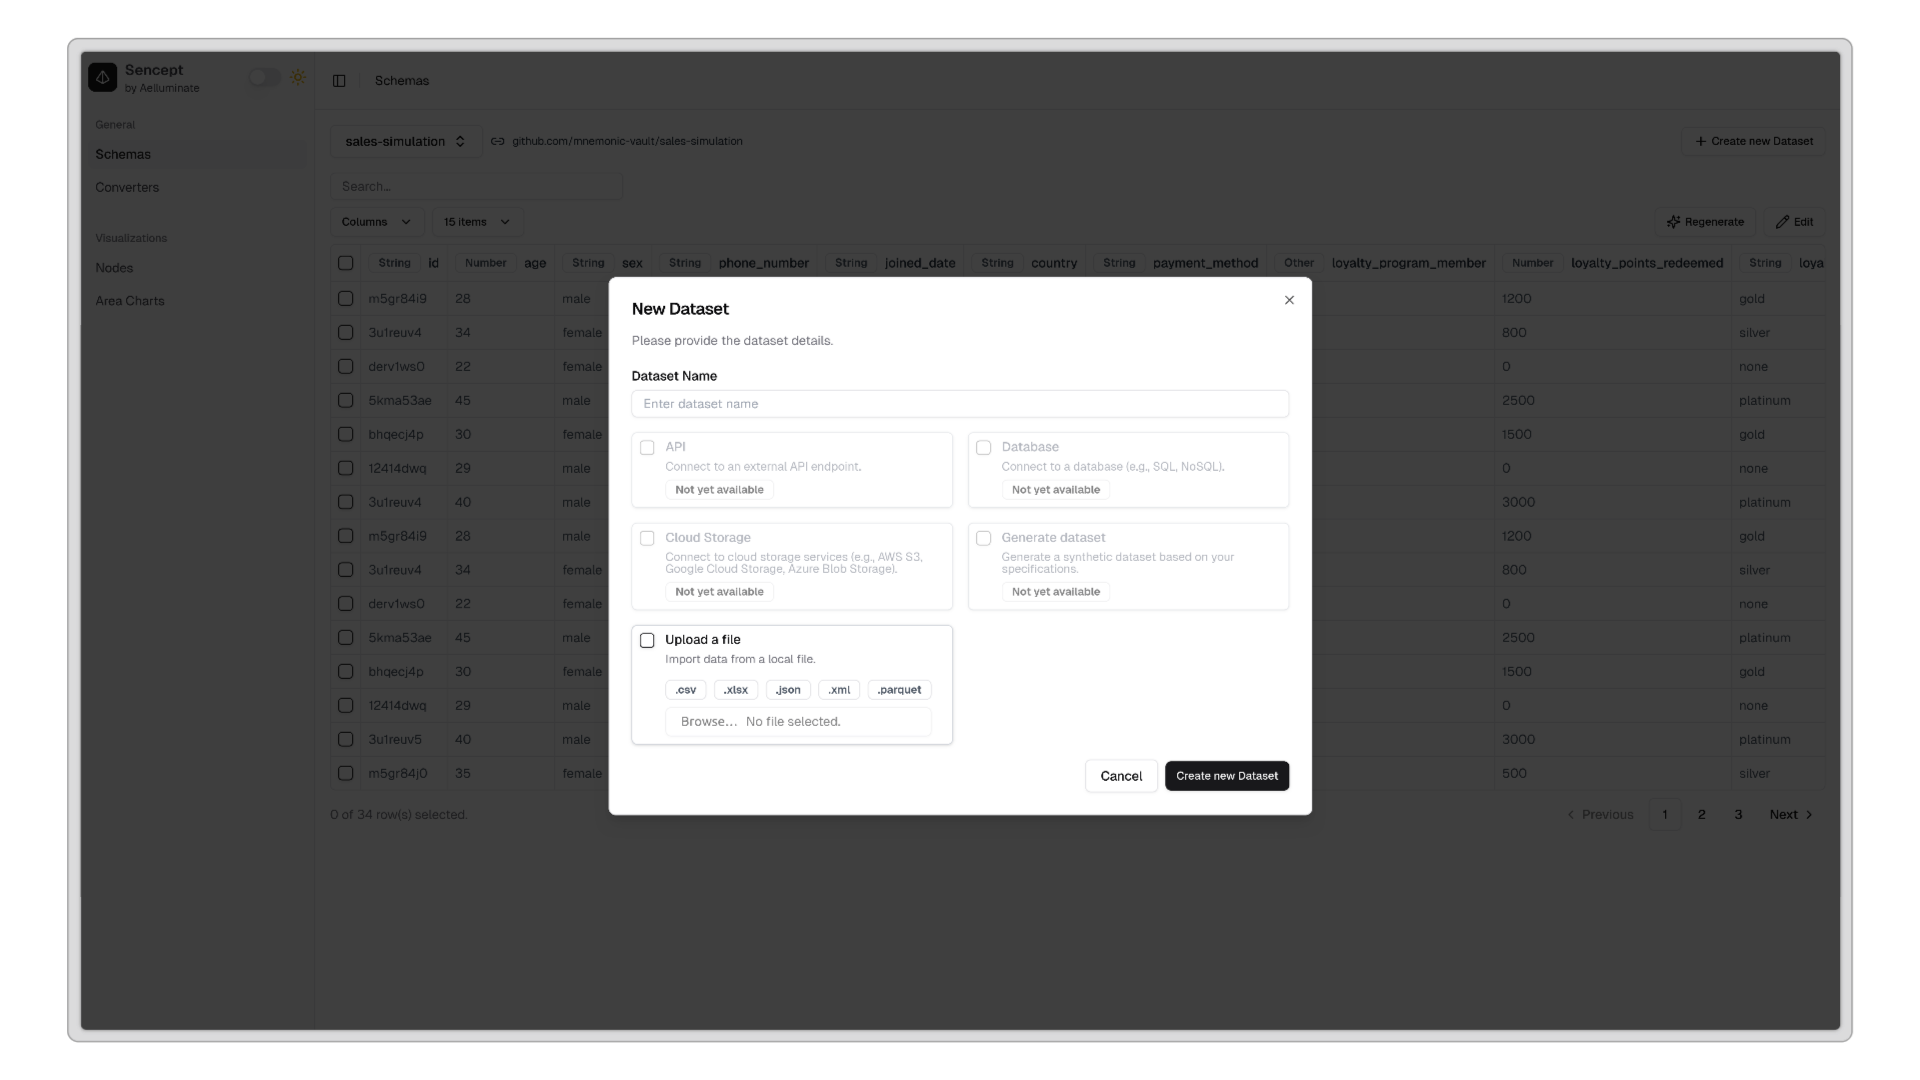 Sencept
by Aelluminate
Schemas
General
Schemas
Converters
Visualizations
Nodes
Area Charts
sales-simulation
github.com/mnemonic-vault/sales-simulation
+ Create new Dataset
Search...
Columns
15 items
Regenerate
Edit
String id Number age String sex String phone_number String joined_date String country String payment_method Other loyalty_program_member Number loyalty_points_redeemed String loya
m5gr84i9 28 male 1200 gold
3u1reuv4 34 female 800 silver
derv1ws0 22 female 0 none
5kma53ae 45 male 2500 platinum
bhqecj4p 30 female 1500 gold
12414dwq 29 male 0 none
3u1reuv4 40 male 3000 platinum
m5gr84i9 28 male 1200 gold
3u1reuv4 34 female 800 silver
derv1ws0 22 female 0 none
5kma53ae 45 male 2500 platinum
bhqecj4p 30 female 1500 gold
12414dwq 29 male 0 none
3u1reuv5 40 male 3000 platinum
m5gr84j0 35 female 500 silver
0 of 34 row(s) selected.
Previous 1 2 3 Next
New Dataset
Please provide the dataset details.
Dataset Name
Enter dataset name
API
Connect to an external API endpoint.
Not yet available
Database
Connect to a database (e.g., SQL, NoSQL).
Not yet available
Cloud Storage
Connect to cloud storage services (e.g., AWS S3,
Google Cloud Storage, Azure Blob Storage).
Not yet available
Generate dataset
Generate a synthetic dataset based on your
specifications.
Not yet available
Upload a file
Import data from a local file.
.csv .xlsx .json .xml .parquet
Browse... No file selected.
Cancel
Create new Dataset